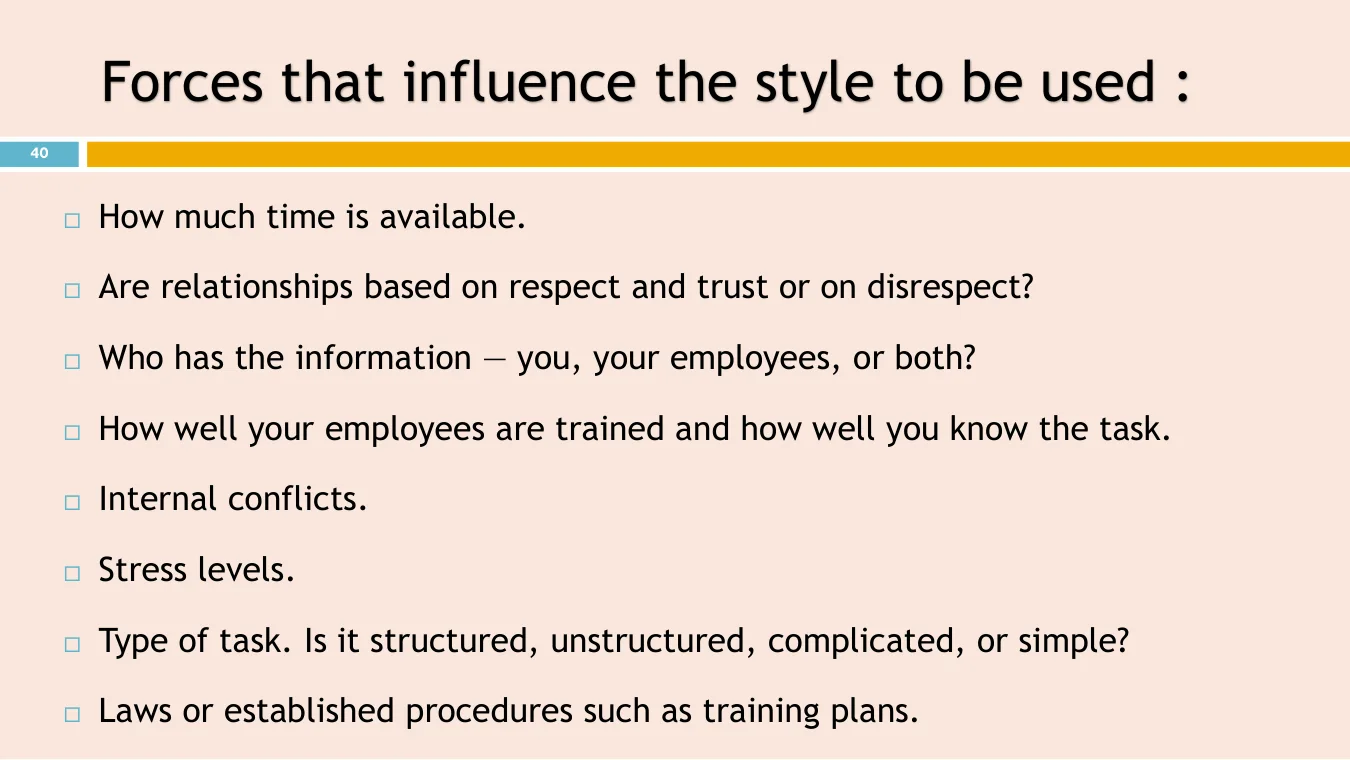 Forces that influence the style to be used :
40
How much time is available.
Are relationships based on respect and trust or on disrespect?
Who has the information — you, your employees, or both?
How well your employees are trained and how well you know the task.
Internal conflicts.
Stress levels.
Type of task. Is it structured, unstructured, complicated, or simple?
Laws or established procedures such as training plans.